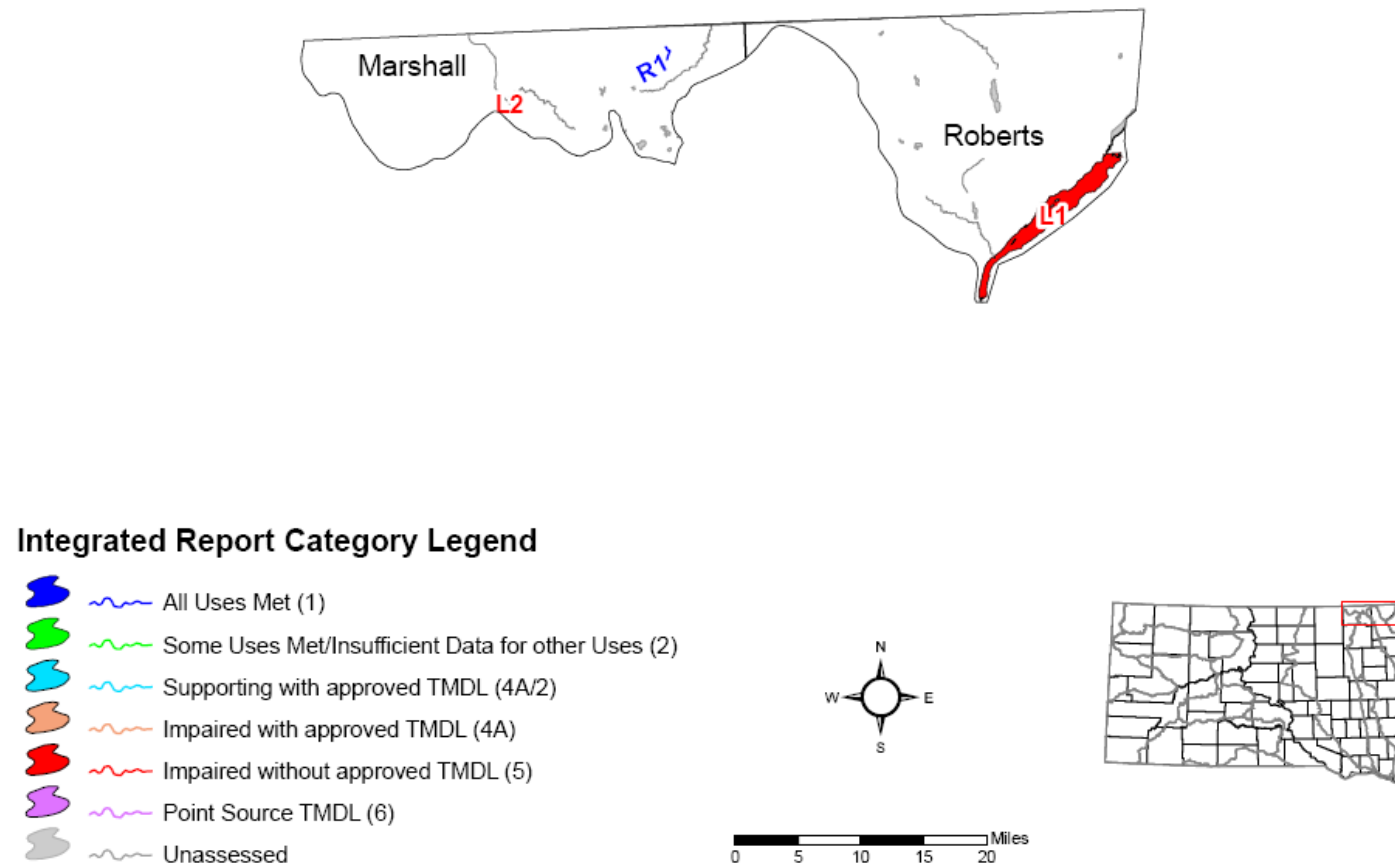 Marshall
R1
L2
Roberts
L1
Integrated Report Category Legend
All Uses Met (1)
Some Uses Met/Insufficient Data for other Uses (2)
Supporting with approved TMDL (4A/2)
Impaired with approved TMDL (4A)
Impaired without approved TMDL (5)
Point Source TMDL (6)
Unassessed
N
W E
S
Miles
0 5 10 15 20